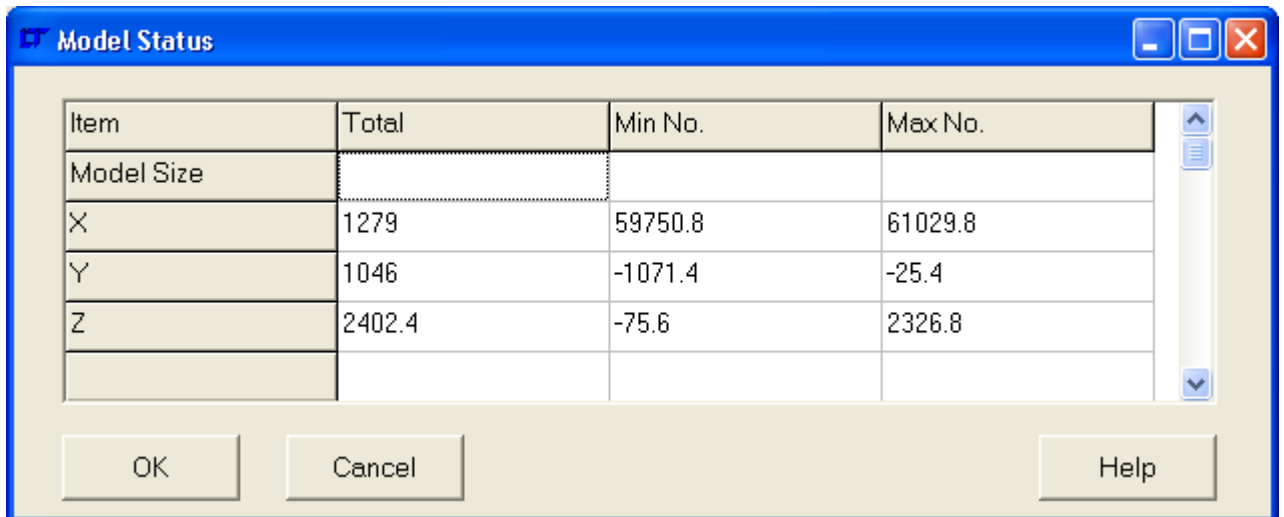 Model Status
Item Total Min No. Max No.
Model Size
X 1279 59750.8 61029.8
Y 1046 -1071.4 -25.4
Z 2402.4 -75.6 2326.8
OK Cancel Help